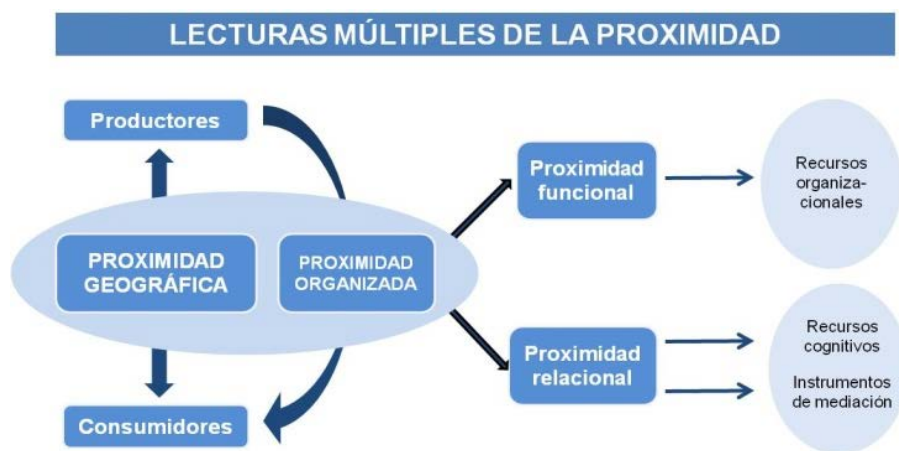 LECTURAS MÚLTIPLES DE LA PROXIMIDAD
Productores
PROXIMIDAD
GEOGRÁFICA
PROXIMIDAD
ORGANIZADA
Consumidores
Proximidad
funcional
Proximidad
relacional
Recursos
organiza-
cionales
Recursos
cognitivos
Instrumentos
de mediación